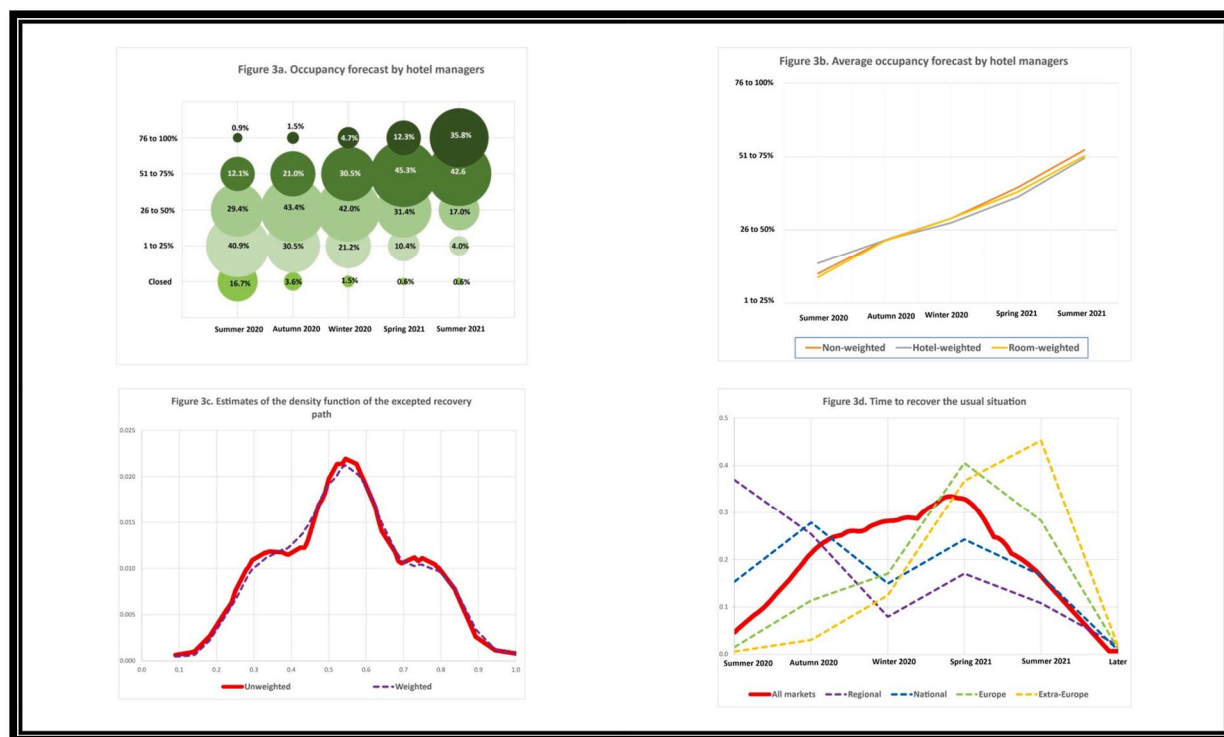 Figure 3a. Occupancy forecast by hotel managers
76 to 100%
0.9%
1.5%
4.7%
12.3%
35.8%
51 to 75%
12.1%
21.0%
30.5%
45.3%
42.6
26 to 50%
29.4%
43.4%
42.0%
31.4%
17.0%
1 to 25%
40.9%
30.5%
21.2%
10.4%
4.0%
Closed
16.7%
3.6%
1.5%
0.6%
0.6%
Summer 2020
Autumn 2020
Winter 2020
Spring 2021
Summer 2021
Figure 3b. Average occupancy forecast by hotel managers
76 to 100%
51 to 75%
26 to 50%
1 to 25%
Summer 2020
Autumn 2020
Winter 2020
Spring 2021
Summer 2021
Non-weighted
Hotel-weighted
Room-weighted
Figure 3c. Estimates of the density function of the excepted recovery
path
0.025
0.020
0.015
0.010
0.005
0.000
0.0
0.1
0.2
0.3
0.4
0.5
0.6
0.7
0.8
0.9
1.0
Unweighted
Weighted
Figure 3d. Time to recover the usual situation
0.5
0.4
0.3
0.2
0.1
0.0
Summer 2020
Autumn 2020
Winter 2020
Spring 2021
Summer 2021
Later
All markets
Regional
National
Europe
Extra-Europe